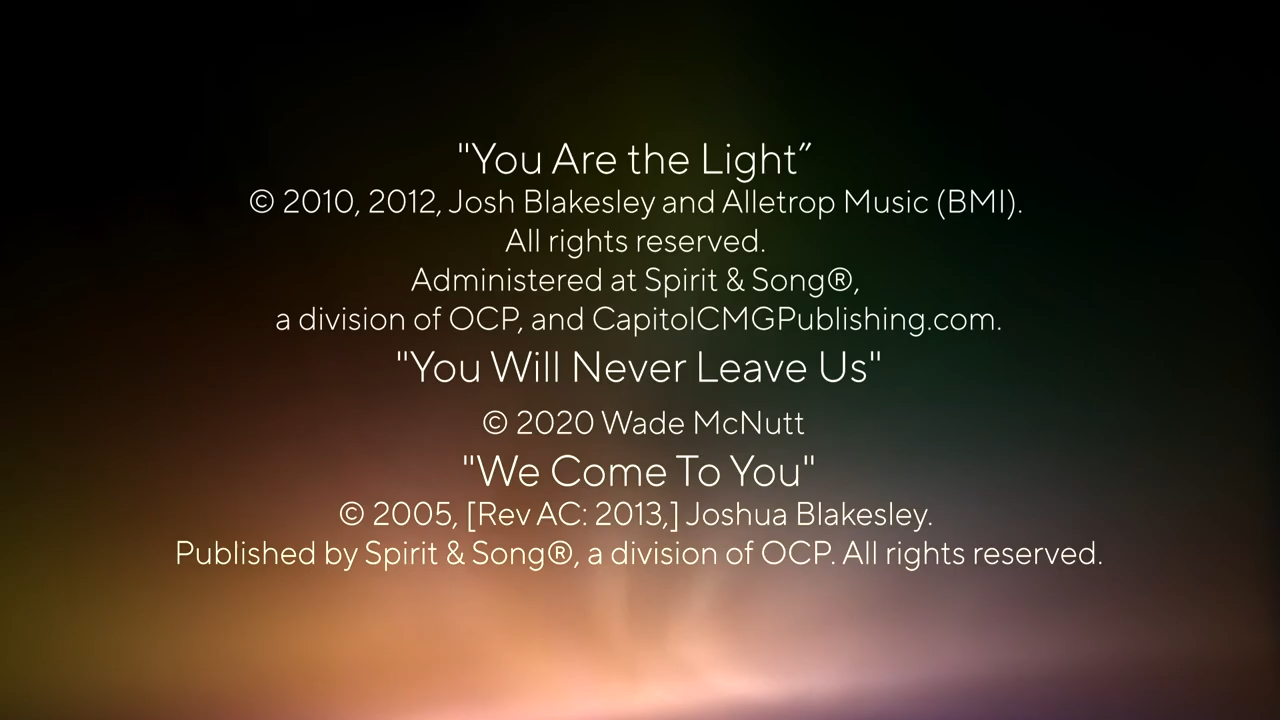 "You Are the Light”
© 2010, 2012, Josh Blakesley and Alletrop Music (BMI).
All rights reserved.
Administered at Spirit & Song®,
a division of OCP, and CapitolCMGPublishing.com.
"You Will Never Leave Us"
© 2020 Wade McNutt
"We Come To You"
© 2005, [Rev AC: 2013,] Joshua Blakesley.
Published by Spirit & Song®, a division of OCP. All rights reserved.